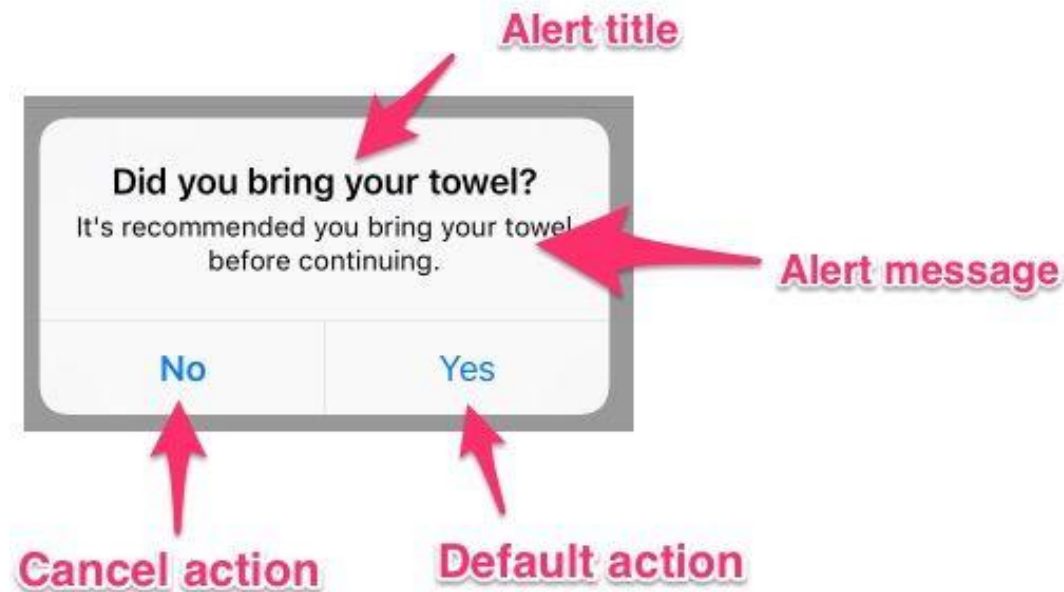 Alert title
Did you bring your towel?
It's recommended you bring your towel
before continuing.
Alert message
No
Yes
Cancel action
Default action